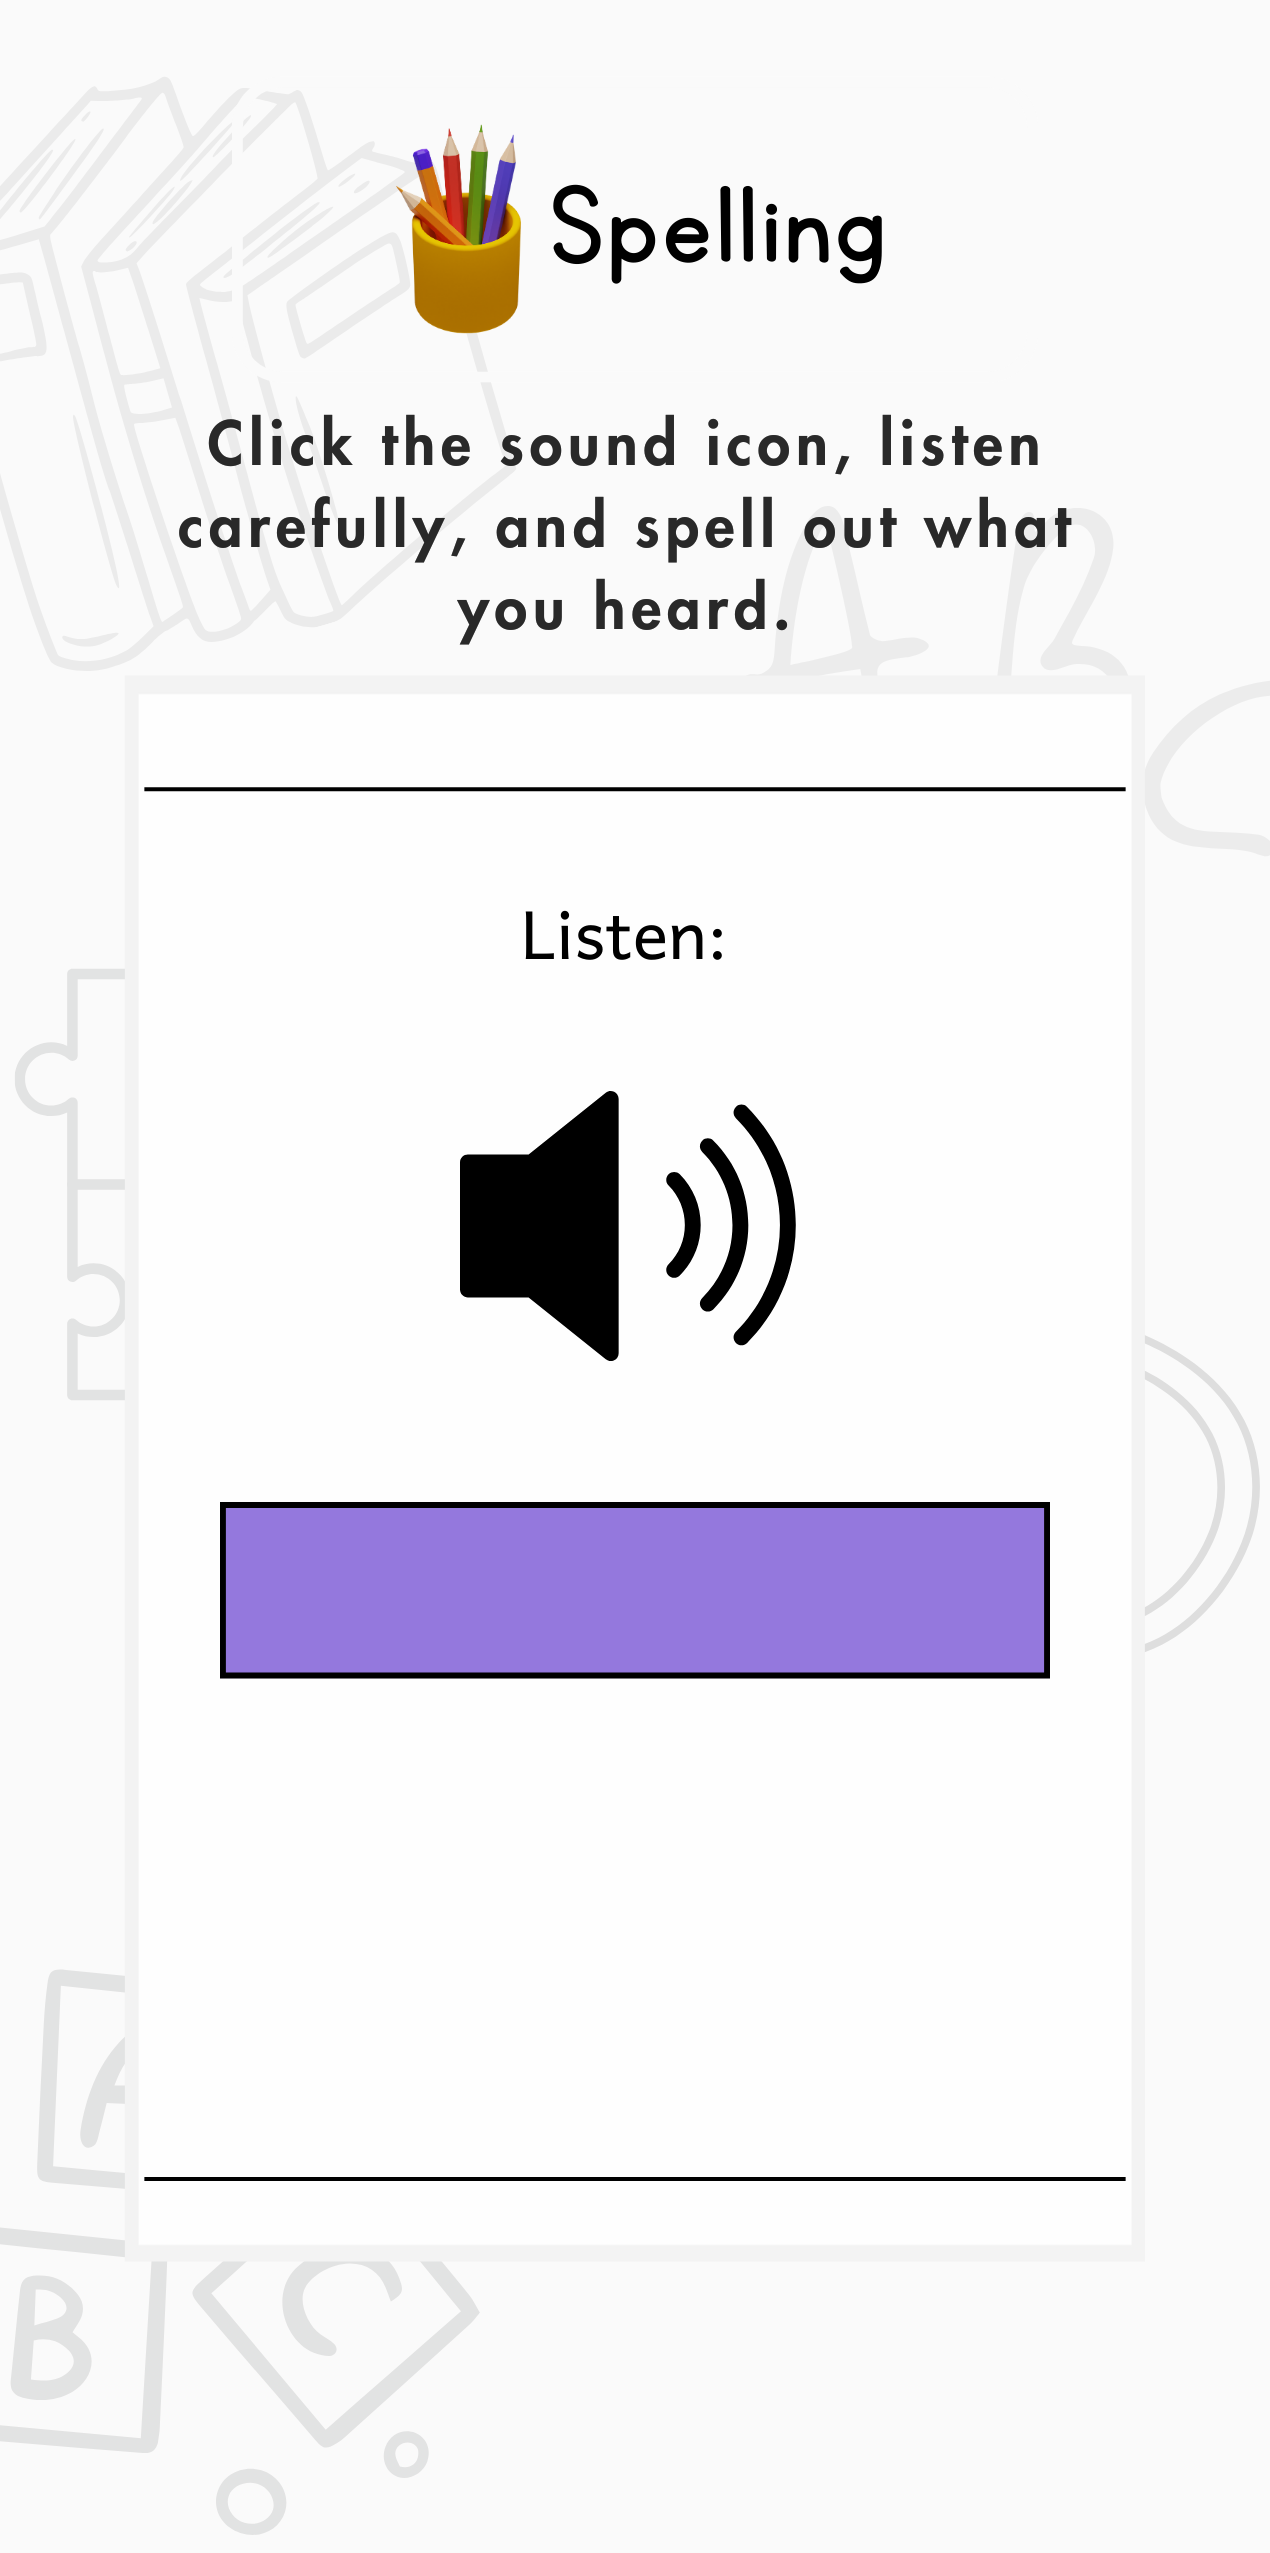 Spelling
Click the sound icon, listen
carefully, and spell out what
you heard.
A B
Listen:
A
B
C